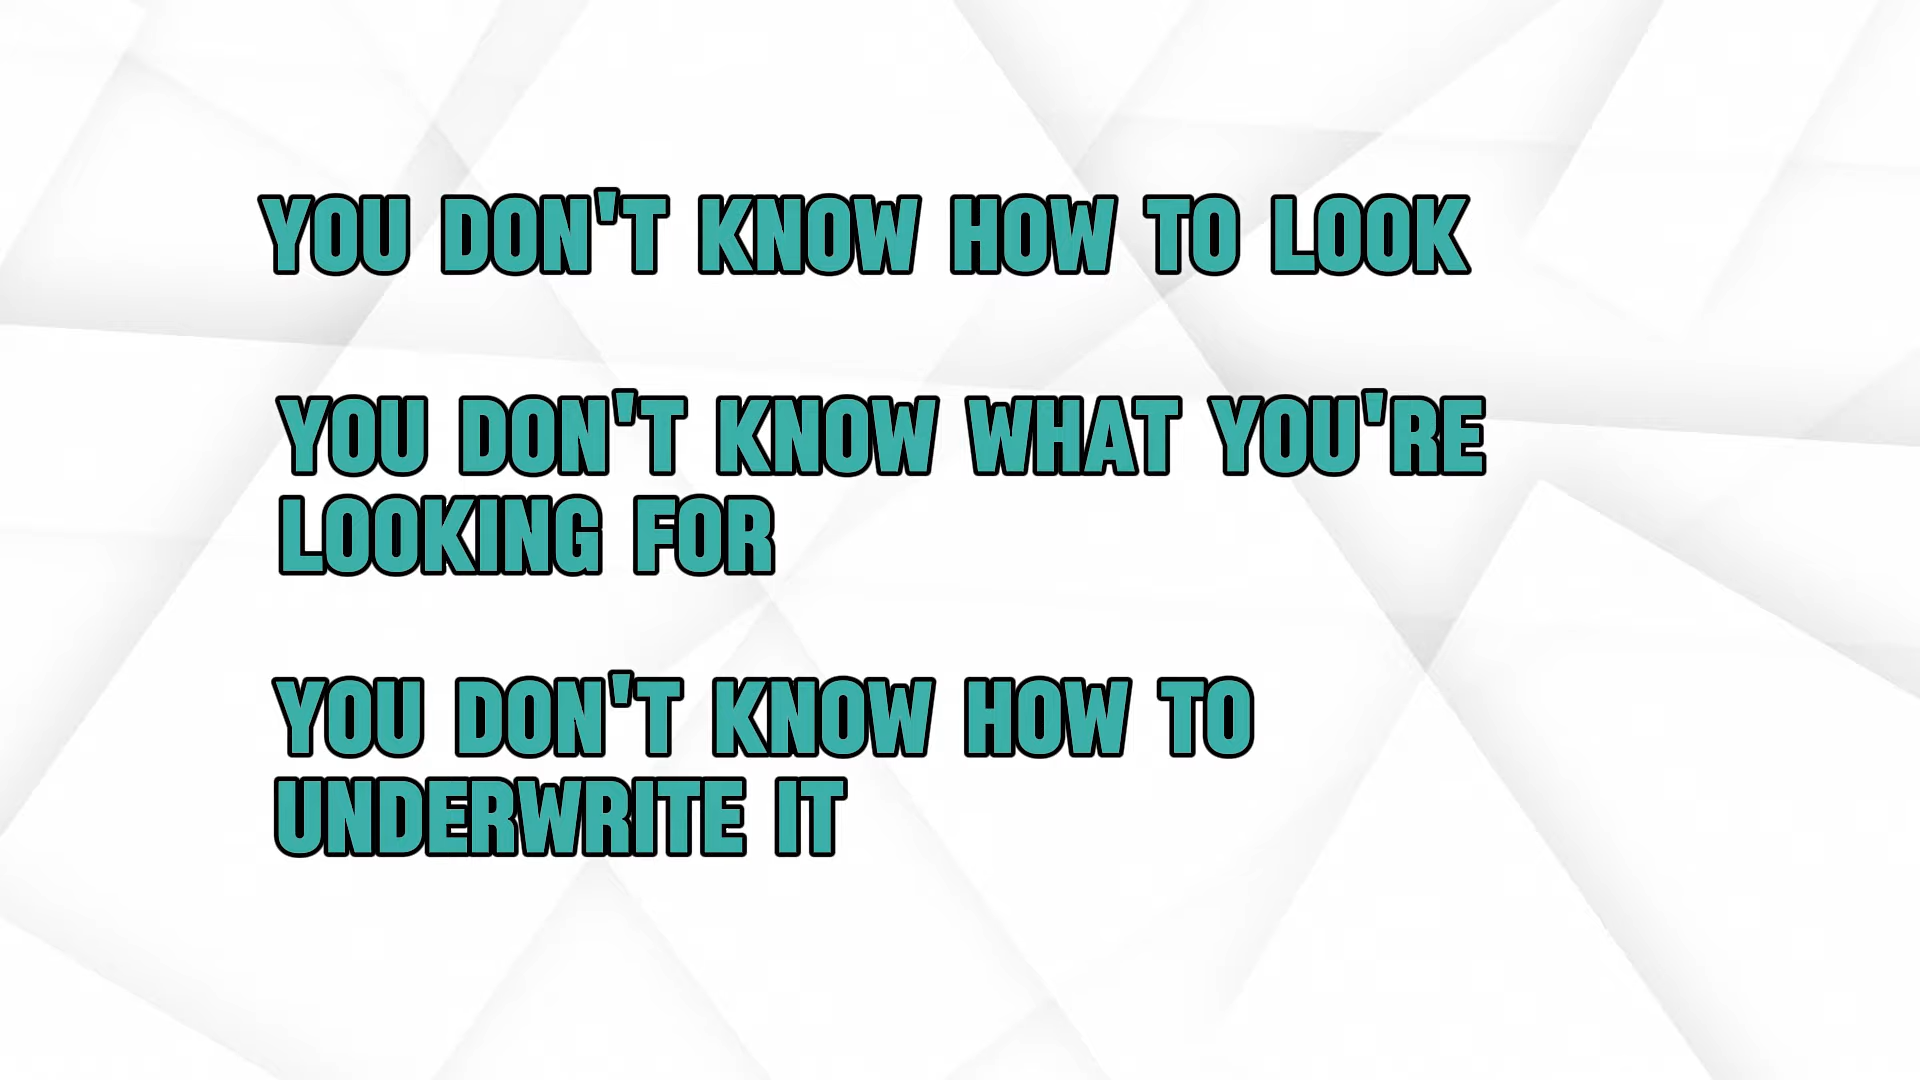 YOU DON'T KNOW HOW TO LOOK
YOU DON'T KNOW WHAT YOU'RE
LOOKING FOR
YOU DON'T KNOW HOW TO
UNDERWRITE IT